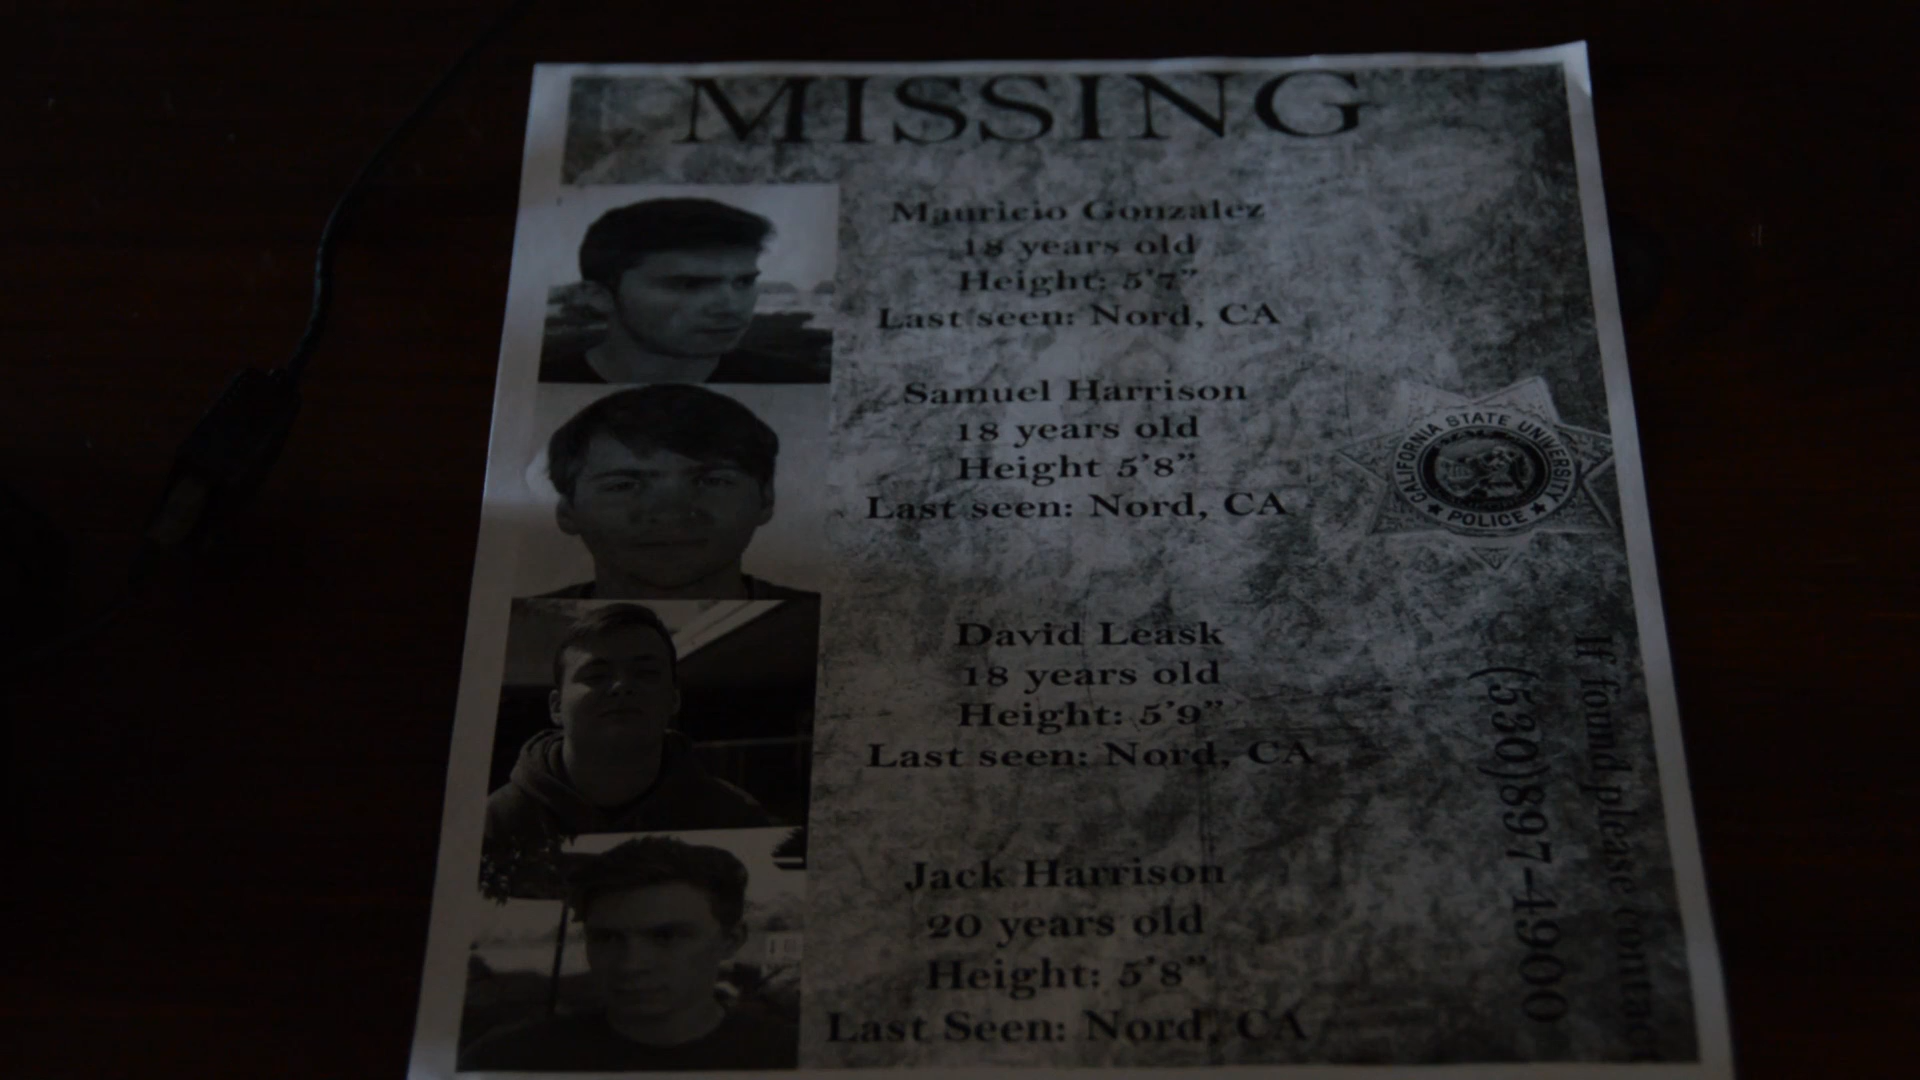 MISSING
Mauricio Gonzalez
18 years old
Height: 5'7"
Last seen: Nord, CA
Samuel Harrison
18 years old
Height 5'8"
Last seen: Nord, CA
CALIFORNIA STATE UNIVERSITY
★ POLICE ★
David Leask
18 years old
Height: 5'9"
Last seen: Nord, CA
Jack Harrison
20 years old
Height: 5'8"
Last Seen: Nord, CA
If found please contact
(530)897-4900